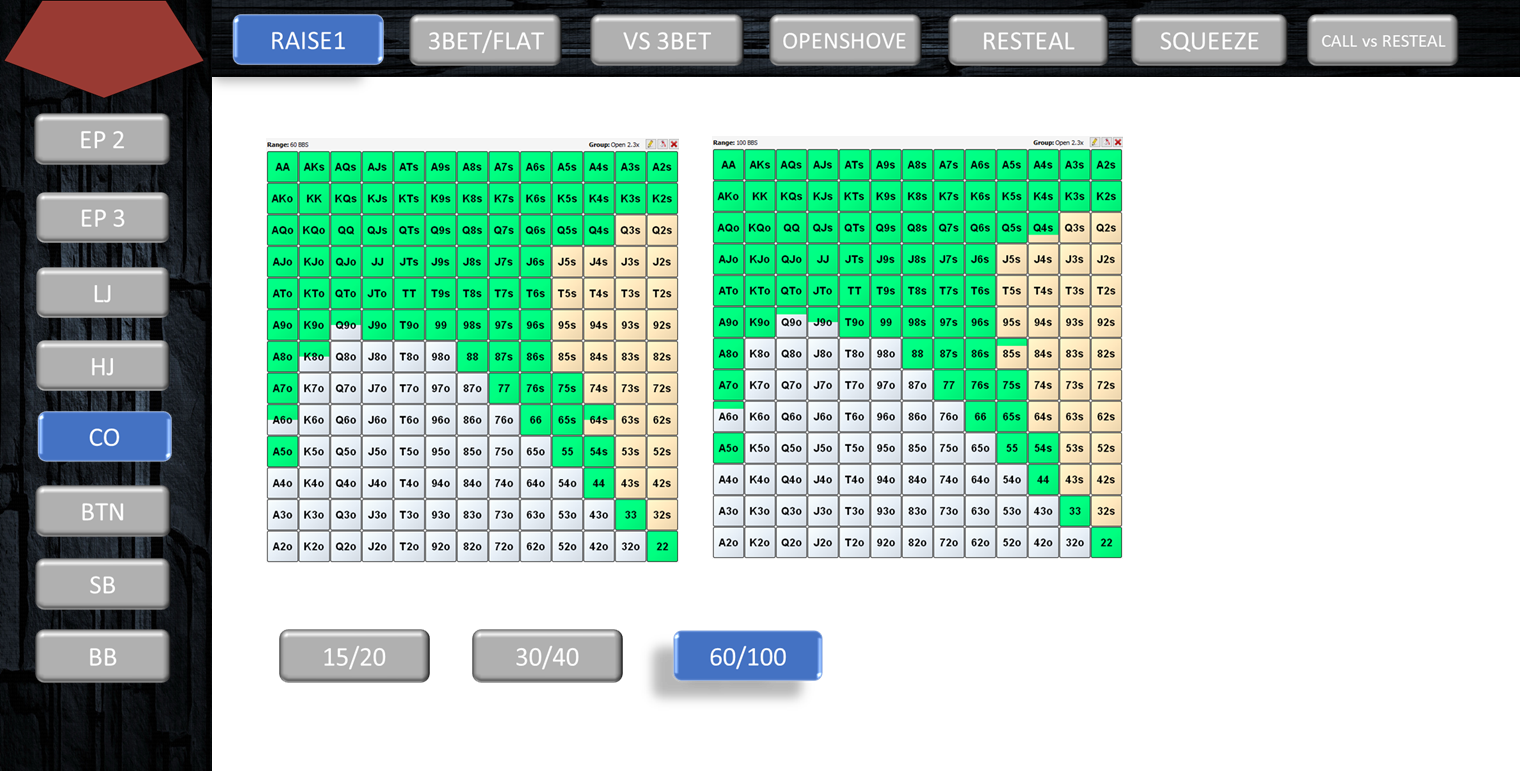 RAISE1 3BET/FLAT VS 3BET OPENSHOVE RESTEAL SQUEEZE CALL vs RESTEAL
EP 2
EP 3
LJ
HJ
CO
BTN
SB
BB
Range: 60 BBS Group: Open 2.3x
AA AKs AQs AJs ATs A9s A8s A7s A6s A5s A4s A3s A2s
AKo KK KQs KJs KTs K9s K8s K7s K6s K5s K4s K3s K2s
AQo KQo QQ QJs QTs Q9s Q8s Q7s Q6s Q5s Q4s Q3s Q2s
AJo KJo QJo JJ JTs J9s J8s J7s J6s J5s J4s J3s J2s
ATo KTo QTo JTo TT T9s T8s T7s T6s T5s T4s T3s T2s
A9o K9o Q9o J9o T9o 99 98s 97s 96s 95s 94s 93s 92s
A8o K8o Q8o J8o T8o 98o 88 87s 86s 85s 84s 83s 82s
A7o K7o Q7o J7o T7o 97o 87o 77 76s 75s 74s 73s 72s
A6o K6o Q6o J6o T6o 96o 86o 76o 66 65s 64s 63s 62s
A5o K5o Q5o J5o T5o 95o 85o 75o 65o 55 54s 53s 52s
A4o K4o Q4o J4o T4o 94o 84o 74o 64o 54o 44 43s 42s
A3o K3o Q3o J3o T3o 93o 83o 73o 63o 53o 43o 33 32s
A2o K2o Q2o J2o T2o 92o 82o 72o 62o 52o 42o 32o 22
Range: 100 BBS Group: Open 2.3x
AA AKs AQs AJs ATs A9s A8s A7s A6s A5s A4s A3s A2s
AKo KK KQs KJs KTs K9s K8s K7s K6s K5s K4s K3s K2s
AQo KQo QQ QJs QTs Q9s Q8s Q7s Q6s Q5s Q4s Q3s Q2s
AJo KJo QJo JJ JTs J9s J8s J7s J6s J5s J4s J3s J2s
ATo KTo QTo JTo TT T9s T8s T7s T6s T5s T4s T3s T2s
A9o K9o Q9o J9o T9o 99 98s 97s 96s 95s 94s 93s 92s
A8o K8o Q8o J8o T8o 98o 88 87s 86s 85s 84s 83s 82s
A7o K7o Q7o J7o T7o 97o 87o 77 76s 75s 74s 73s 72s
A6o K6o Q6o J6o T6o 96o 86o 76o 66 65s 64s 63s 62s
A5o K5o Q5o J5o T5o 95o 85o 75o 65o 55 54s 53s 52s
A4o K4o Q4o J4o T4o 94o 84o 74o 64o 54o 44 43s 42s
A3o K3o Q3o J3o T3o 93o 83o 73o 63o 53o 43o 33 32s
A2o K2o Q2o J2o T2o 92o 82o 72o 62o 52o 42o 32o 22
15/20 30/40 60/100